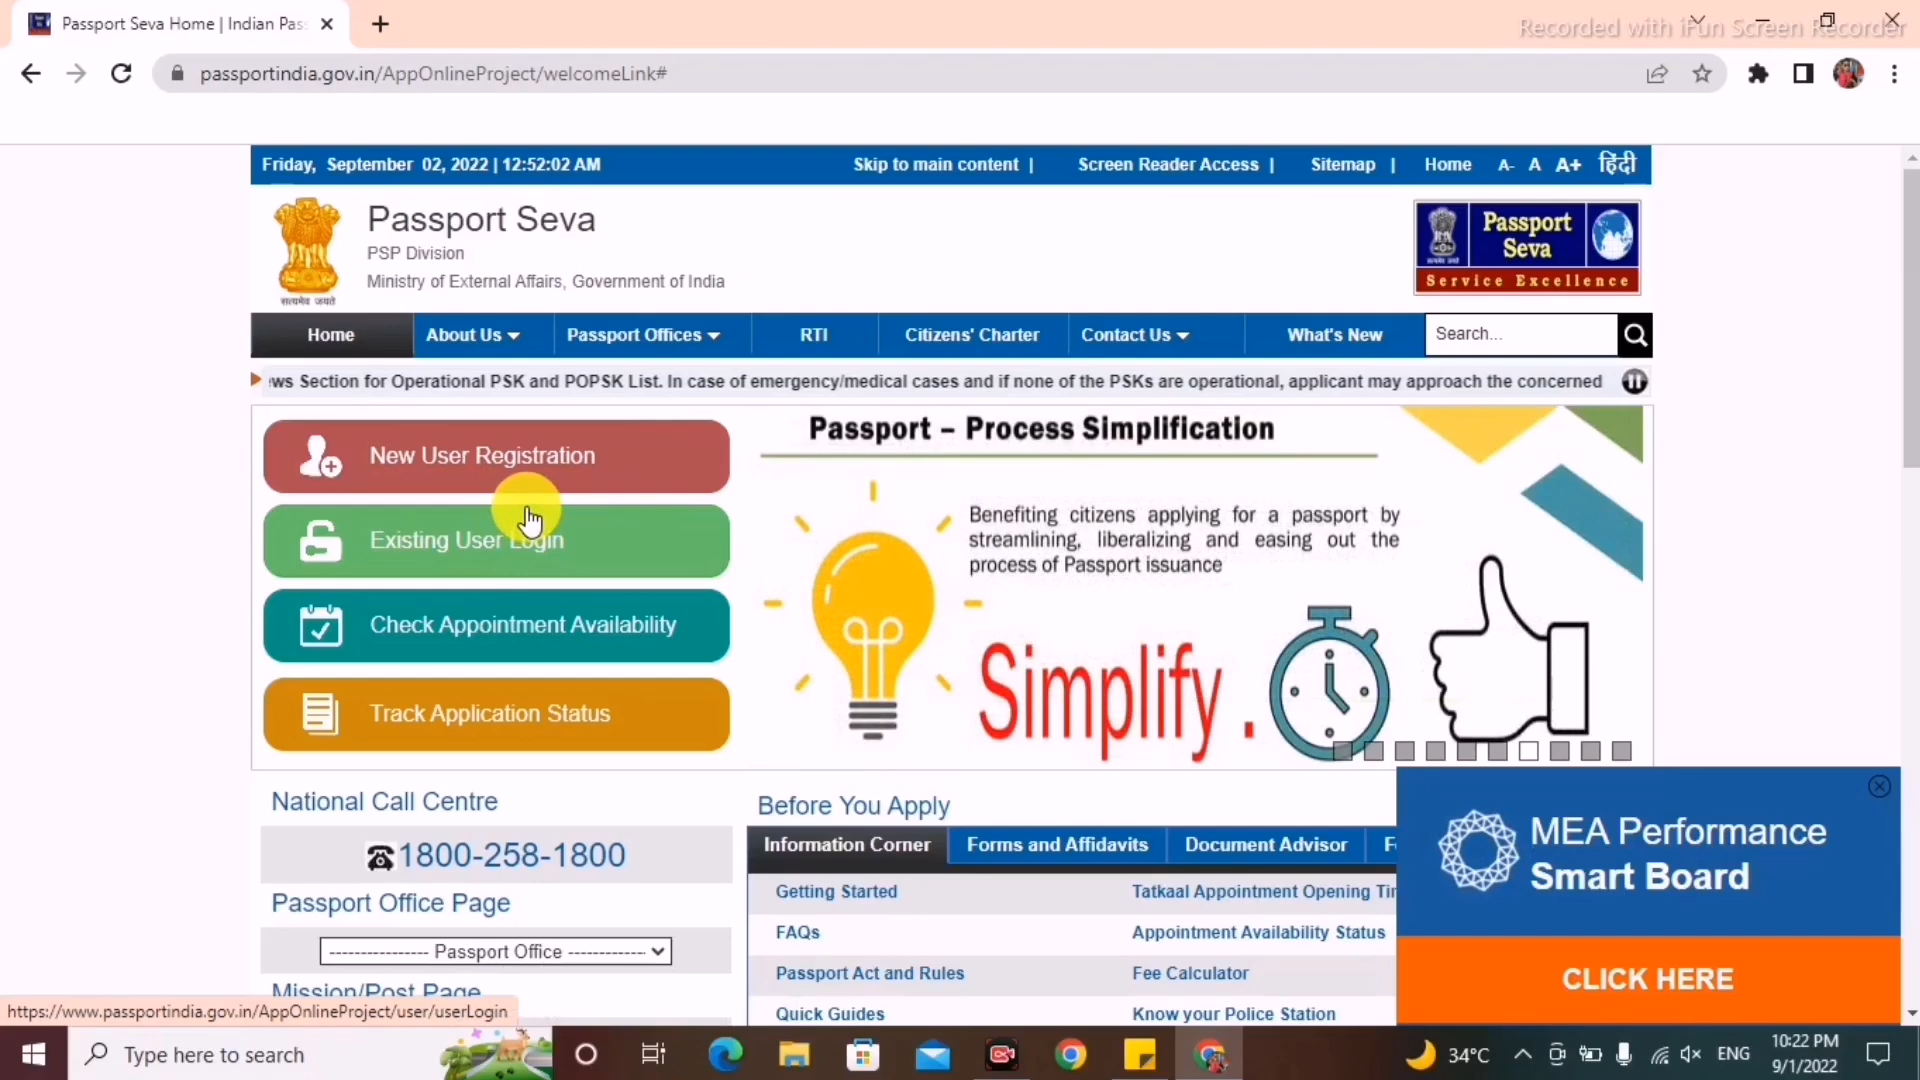 Passport Seva Home | Indian Pas
Recorded with iFun Screen Recorder
passportindia.gov.in/AppOnlineProject/welcomeLink#
Friday, September 02, 2022 | 12:52:02 AM
Skip to main content | Screen Reader Access | Sitemap | Home A- A A+ हिंदी
Passport Seva
PSP Division
Ministry of External Affairs, Government of India
सत्यमेव जयते
Passport
Seva
Service Excellence
Home About Us Passport Offices RTI Citizens' Charter Contact Us What's New Search...
ws Section for Operational PSK and POPSK List. In case of emergency/medical cases and if none of the PSKs are operational, applicant may approach the concerned
New User Registration
Existing User Login
Check Appointment Availability
Track Application Status
Passport – Process Simplification
Benefiting citizens applying for a passport by
streamlining, liberalizing and easing out the
process of Passport issuance
Simplify.
National Call Centre
1800-258-1800
Passport Office Page
---------------- Passport Office ------------
Mission/Post Page
Before You Apply
Information Corner Forms and Affidavits Document Advisor F
Getting Started Tatkaal Appointment Opening Tim
FAQs Appointment Availability Status
Passport Act and Rules Fee Calculator
Quick Guides Know your Police Station
MEA Performance
Smart Board
CLICK HERE
https://www.passportindia.gov.in/AppOnlineProject/user/userLogin
Type here to search
34°C
ENG
10:22 PM
9/1/2022